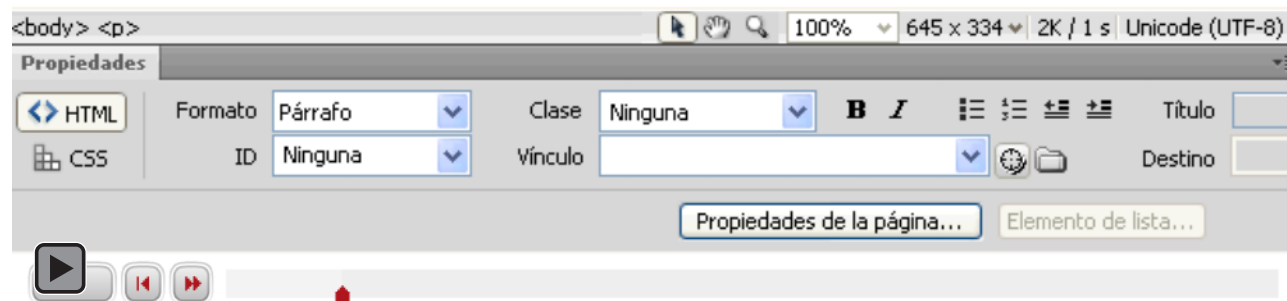 <body> <p> 100% 645 x 334 2K / 1 s Unicode (UTF-8)
Propiedades
<> HTML Formato Párrafo Clase Ninguna B I Título
CSS ID Ninguna Vínculo Destino
Propiedades de la página... Elemento de lista...